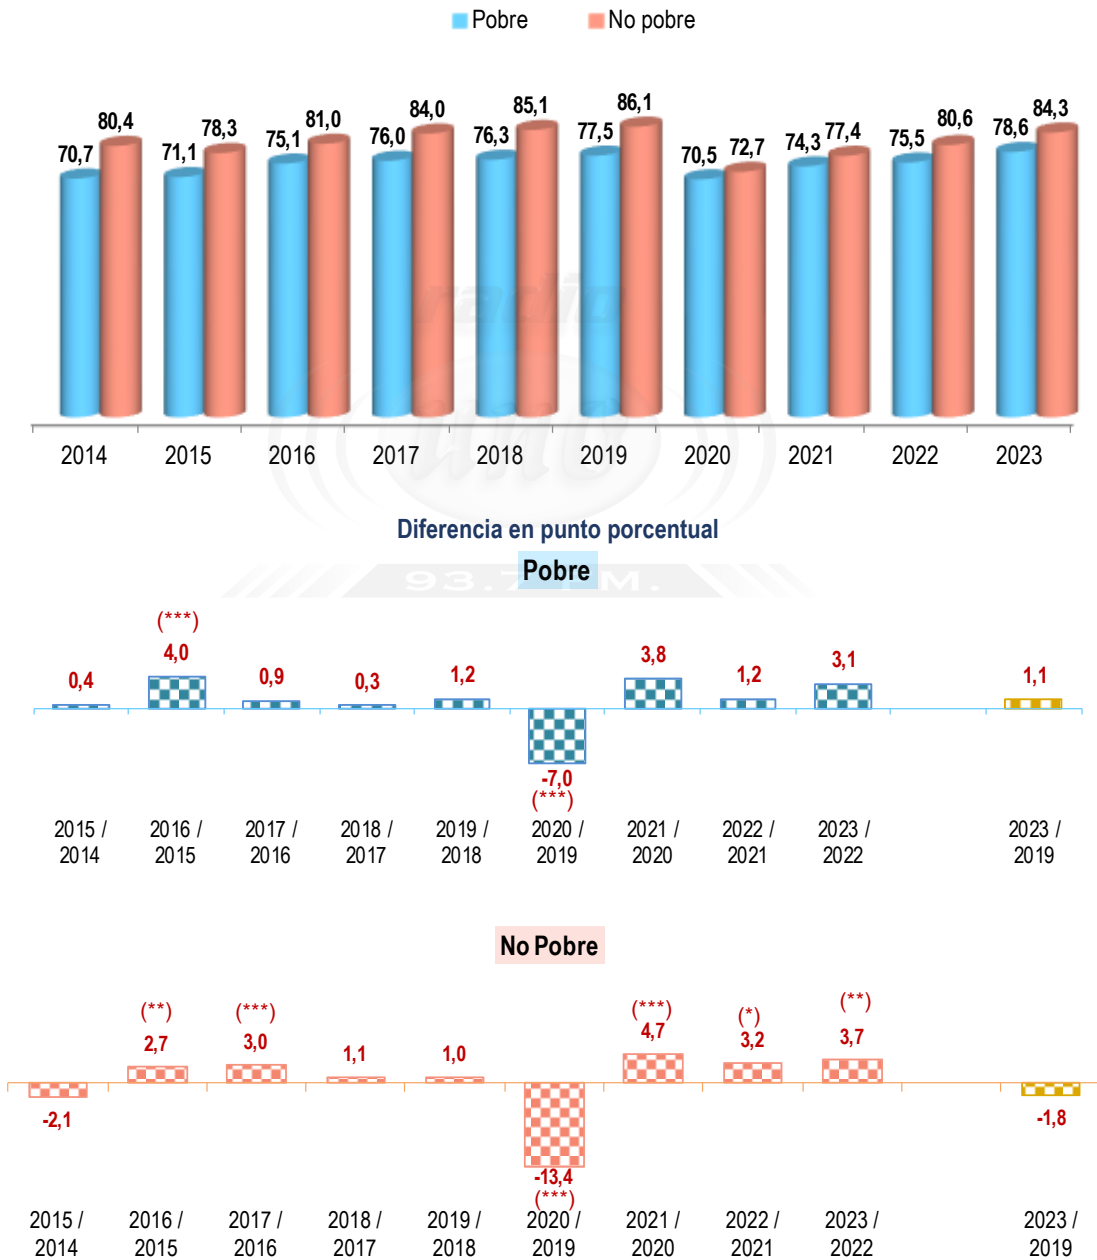 Pobre No pobre
70,7 80,4 71,1 78,3 75,1 81,0 76,0 84,0 76,3 85,1 77,5 86,1 70,5 72,7 74,3 77,4 75,5 80,6 78,6 84,3
radio
uno
2014 2015 2016 2017 2018 2019 2020 2021 2022 2023
Diferencia en punto porcentual
Pobre
93.7 F.M.
(***)
0,4 4,0 0,9 0,3 1,2 3,8 1,2 3,1 1,1
-7,0
(***)
2015 / 2016 / 2017 / 2018 / 2019 / 2020 / 2021 / 2022 / 2023 / 2023 /
2014 2015 2016 2017 2018 2019 2020 2021 2022 2019
No Pobre
(**) (***) (***) (*) (**)
2,7 3,0 1,1 1,0 4,7 3,2 3,7
-2,1 -1,8
-13,4
(***)
2015 / 2016 / 2017 / 2018 / 2019 / 2020 / 2021 / 2022 / 2023 / 2023 /
2014 2015 2016 2017 2018 2019 2020 2021 2022 2019